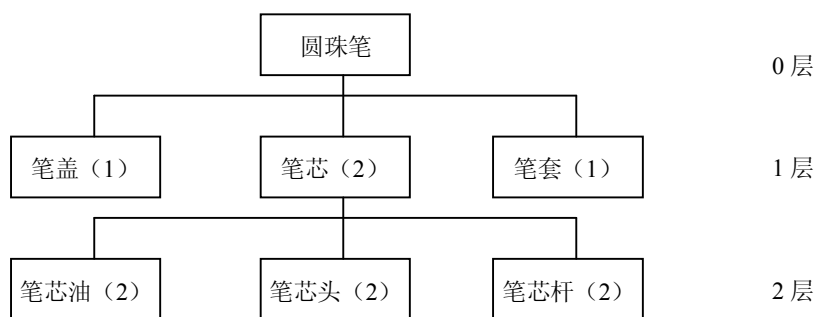 圆珠笔
0 层
笔盖（1） 笔芯（2） 笔套（1） 1 层
笔芯油（2） 笔芯头（2） 笔芯杆（2） 2 层